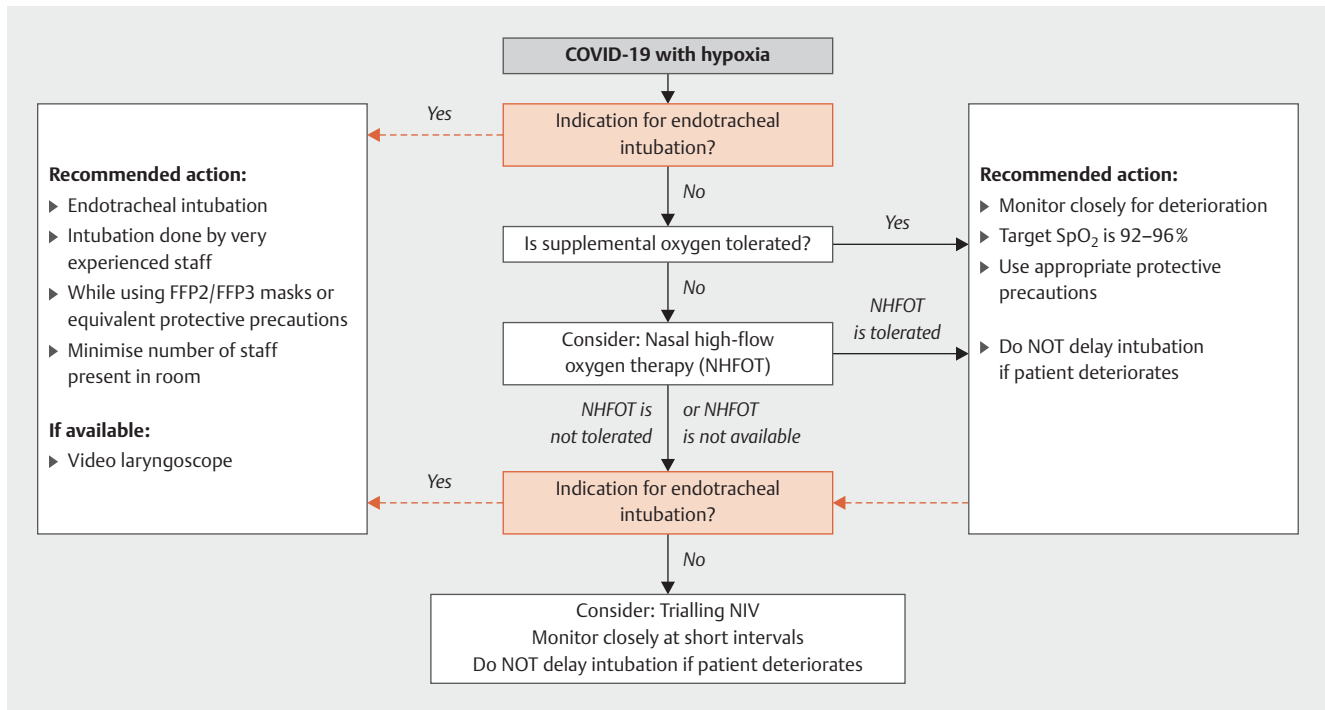 COVID-19 with hypoxia
Yes
Indication for endotracheal
intubation?
No
Recommended action:
▶ Endotracheal intubation
▶ Intubation done by very
experienced staff
▶ While using FFP2/FFP3 masks or
equivalent protective precautions
▶ Minimise number of staff
present in room
If available:
▶ Video laryngoscope
Is supplemental oxygen tolerated?
Yes
No
Recommended action:
▶ Monitor closely for deterioration
▶ Target SpO₂ is 92–96%
▶ Use appropriate protective
precautions
▶ Do NOT delay intubation
if patient deteriorates
Consider: Nasal high-flow
oxygen therapy (NHFOT)
NHFOT
is tolerated
NHFOT is
not tolerated
or NHFOT
is not available
Yes
Indication for endotracheal
intubation?
No
Consider: Trialling NIV
Monitor closely at short intervals
Do NOT delay intubation if patient deteriorates